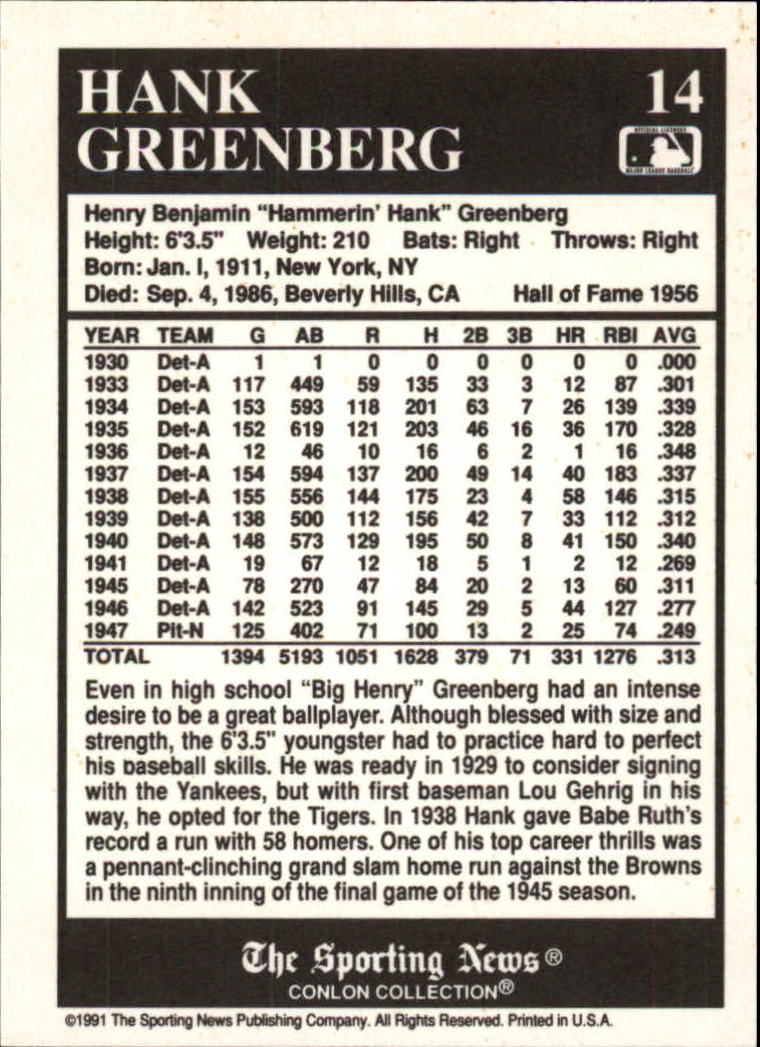 HANK 14
GREENBERG
OFFICIAL LICENSEE
MAJOR LEAGUE BASEBALL
Henry Benjamin "Hammerin' Hank" Greenberg
Height: 6'3.5" Weight: 210 Bats: Right Throws: Right
Born: Jan. I, 1911, New York, NY
Died: Sep. 4, 1986, Beverly Hills, CA Hall of Fame 1956
YEAR TEAM G AB R H 2B 3B HR RBI AVG
1930 Det-A 1 1 0 0 0 0 0 0 .000
1933 Det-A 117 449 59 135 33 3 12 87 .301
1934 Det-A 153 593 118 201 63 7 26 139 .339
1935 Det-A 152 619 121 203 46 16 36 170 .328
1936 Det-A 12 46 10 16 6 2 1 16 .348
1937 Det-A 154 594 137 200 49 14 40 183 .337
1938 Det-A 155 556 144 175 23 4 58 146 .315
1939 Det-A 138 500 112 156 42 7 33 112 .312
1940 Det-A 148 573 129 195 50 8 41 150 .340
1941 Det-A 19 67 12 18 5 1 2 12 .269
1945 Det-A 78 270 47 84 20 2 13 60 .311
1946 Det-A 142 523 91 145 29 5 44 127 .277
1947 Pit-N 125 402 71 100 13 2 25 74 .249
TOTAL 1394 5193 1051 1628 379 71 331 1276 .313
Even in high school "Big Henry" Greenberg had an intense
desire to be a great ballplayer. Although blessed with size and
strength, the 6'3.5" youngster had to practice hard to perfect
his baseball skills. He was ready in 1929 to consider signing
with the Yankees, but with first baseman Lou Gehrig in his
way, he opted for the Tigers. In 1938 Hank gave Babe Ruth's
record a run with 58 homers. One of his top career thrills was
a pennant-clinching grand slam home run against the Browns
in the ninth inning of the final game of the 1945 season.
The Sporting News®
CONLON COLLECTION®
©1991 The Sporting News Publishing Company. All Rights Reserved. Printed in U.S.A.